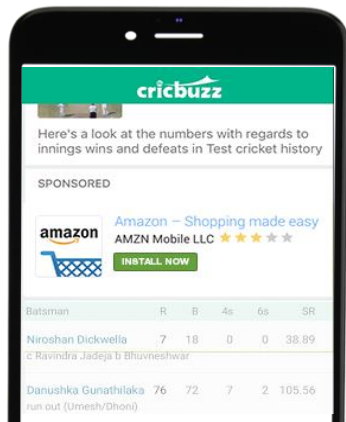 cricbuzz
Here's a look at the numbers with regards to
innings wins and defeats in Test cricket history
SPONSORED
amazon
Amazon – Shopping made easy
AMZN Mobile LLC
INSTALL NOW
Batsman R B 4s 6s SR
Niroshan Dickwella 7 18 0 0 38.89
c Ravindra Jadeja b Bhuvneshwar
Danushka Gunathilaka 76 72 7 2 105.56
run out (Umesh/Dhoni)